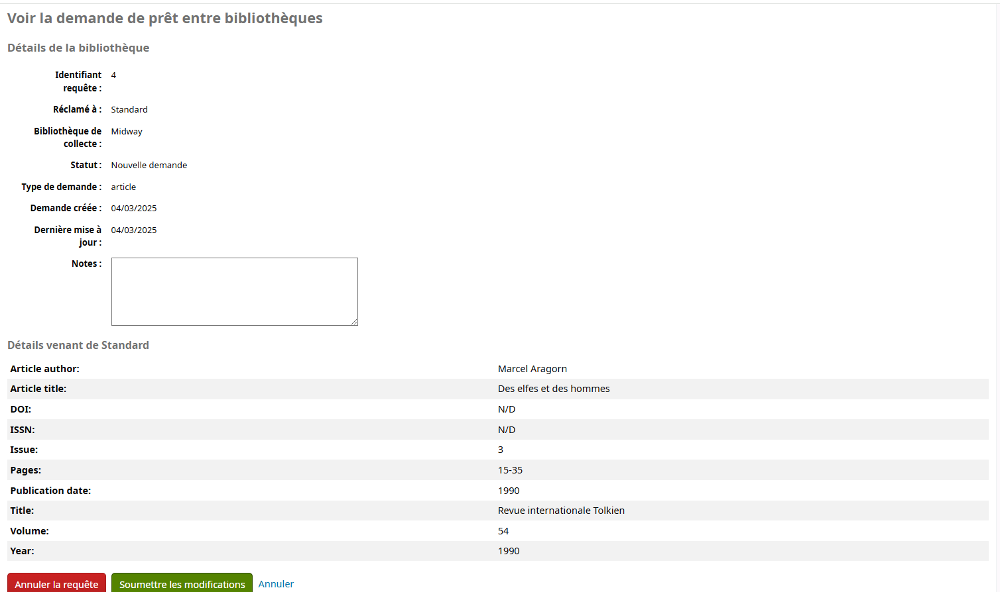 Voir la demande de prêt entre bibliothèques
Détails de la bibliothèque
Identifiant 4
requête :
Réclamé à : Standard
Bibliothèque de Midway
collecte :
Statut : Nouvelle demande
Type de demande : article
Demande créée : 04/03/2025
Dernière mise à 04/03/2025
jour :
Notes :
Détails venant de Standard
Article author: Marcel Aragorn
Article title: Des elfes et des hommes
DOI: N/D
ISSN: N/D
Issue: 3
Pages: 15-35
Publication date: 1990
Title: Revue internationale Tolkien
Volume: 54
Year: 1990
Annuler la requête Soumettre les modifications Annuler